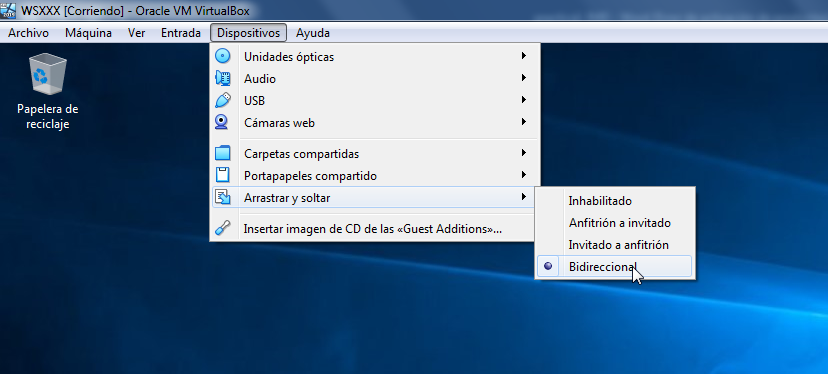 WSXXX [Corriendo] - Oracle VM VirtualBox
Archivo Máquina Ver Entrada Dispositivos Ayuda
Papelera de
reciclaje
Unidades ópticas
Audio
USB
Cámaras web
Carpetas compartidas
Portapapeles compartido
Arrastrar y soltar
Insertar imagen de CD de las «Guest Additions»...
Inhabilitado
Anfitrión a invitado
Invitado a anfitrión
Bidireccional